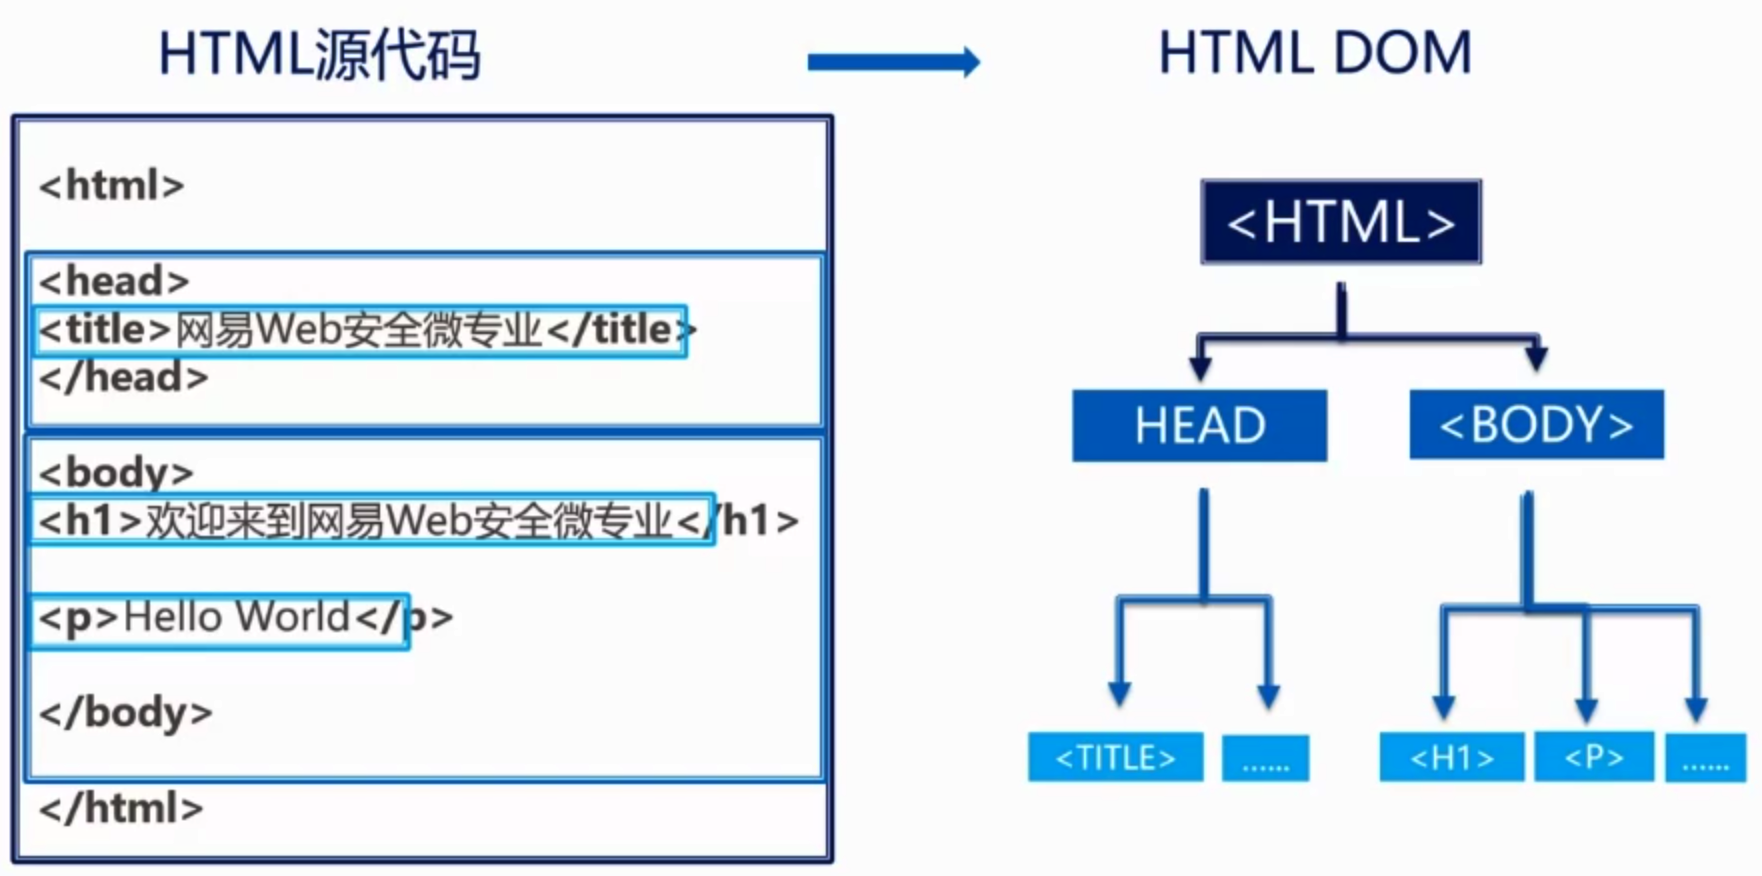 HTML源代码
HTML DOM
<html>
<head>
<title>网易Web安全微专业</title>
</head>
<body>
<h1>欢迎来到网易Web安全微专业</h1>
<p>Hello World</p>
</body>
</html>
<HTML>
HEAD
<BODY>
<TITLE>
......
<H1>
<P>
......